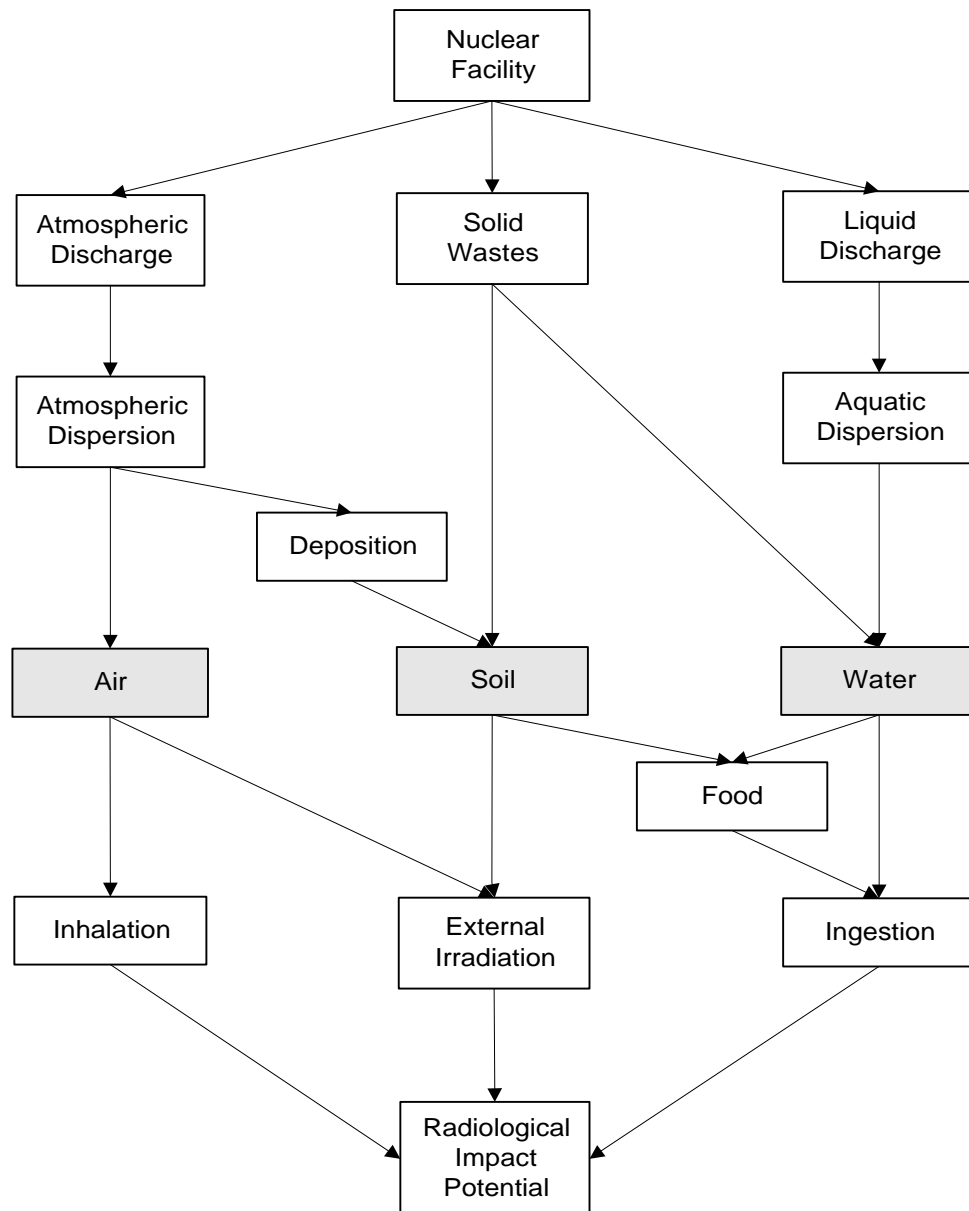 Nuclear
Facility
Atmospheric
Discharge
Solid
Wastes
Liquid
Discharge
Atmospheric
Dispersion
Aquatic
Dispersion
Deposition
Air
Soil
Water
Food
Inhalation
External
Irradiation
Ingestion
Radiological
Impact
Potential